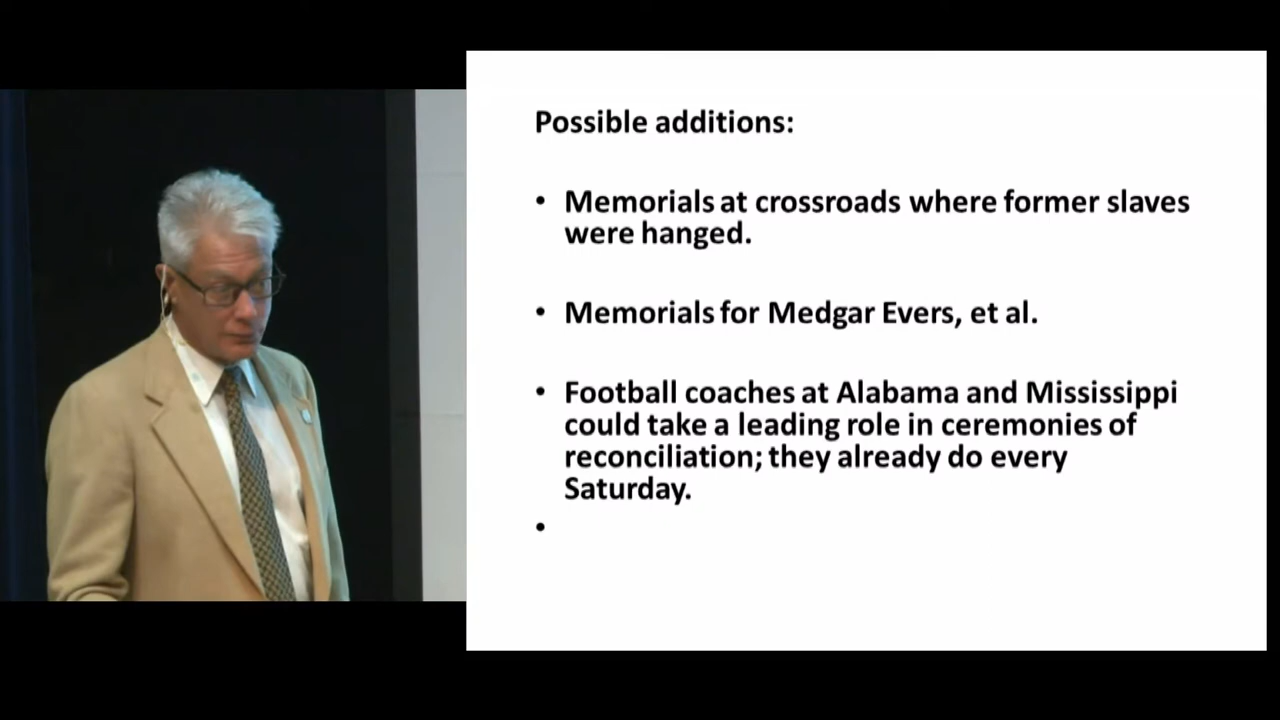 Possible additions:
• Memorials at crossroads where former slaves
were hanged.
• Memorials for Medgar Evers, et al.
• Football coaches at Alabama and Mississippi
could take a leading role in ceremonies of
reconciliation; they already do every
Saturday.
•